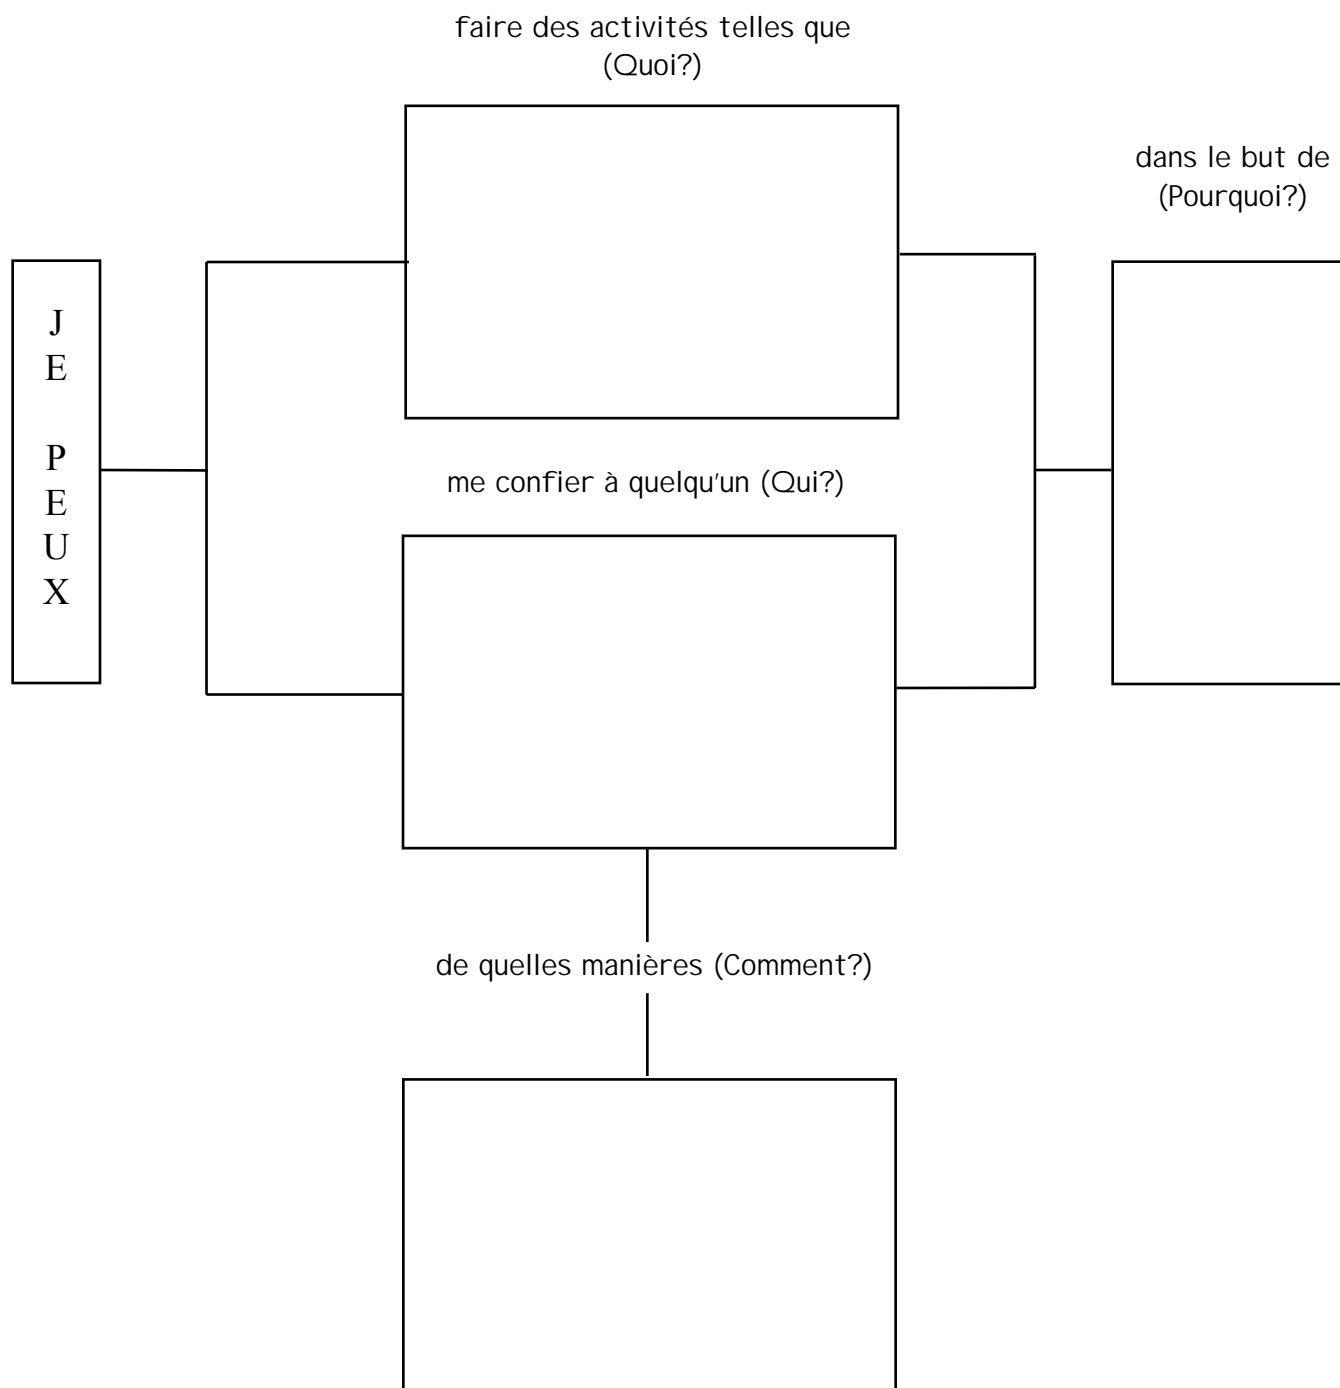 faire des activités telles que
(Quoi?)
dans le but de
(Pourquoi?)
J
E
P
E
U
X
me confier à quelqu'un (Qui?)
de quelles manières (Comment?)